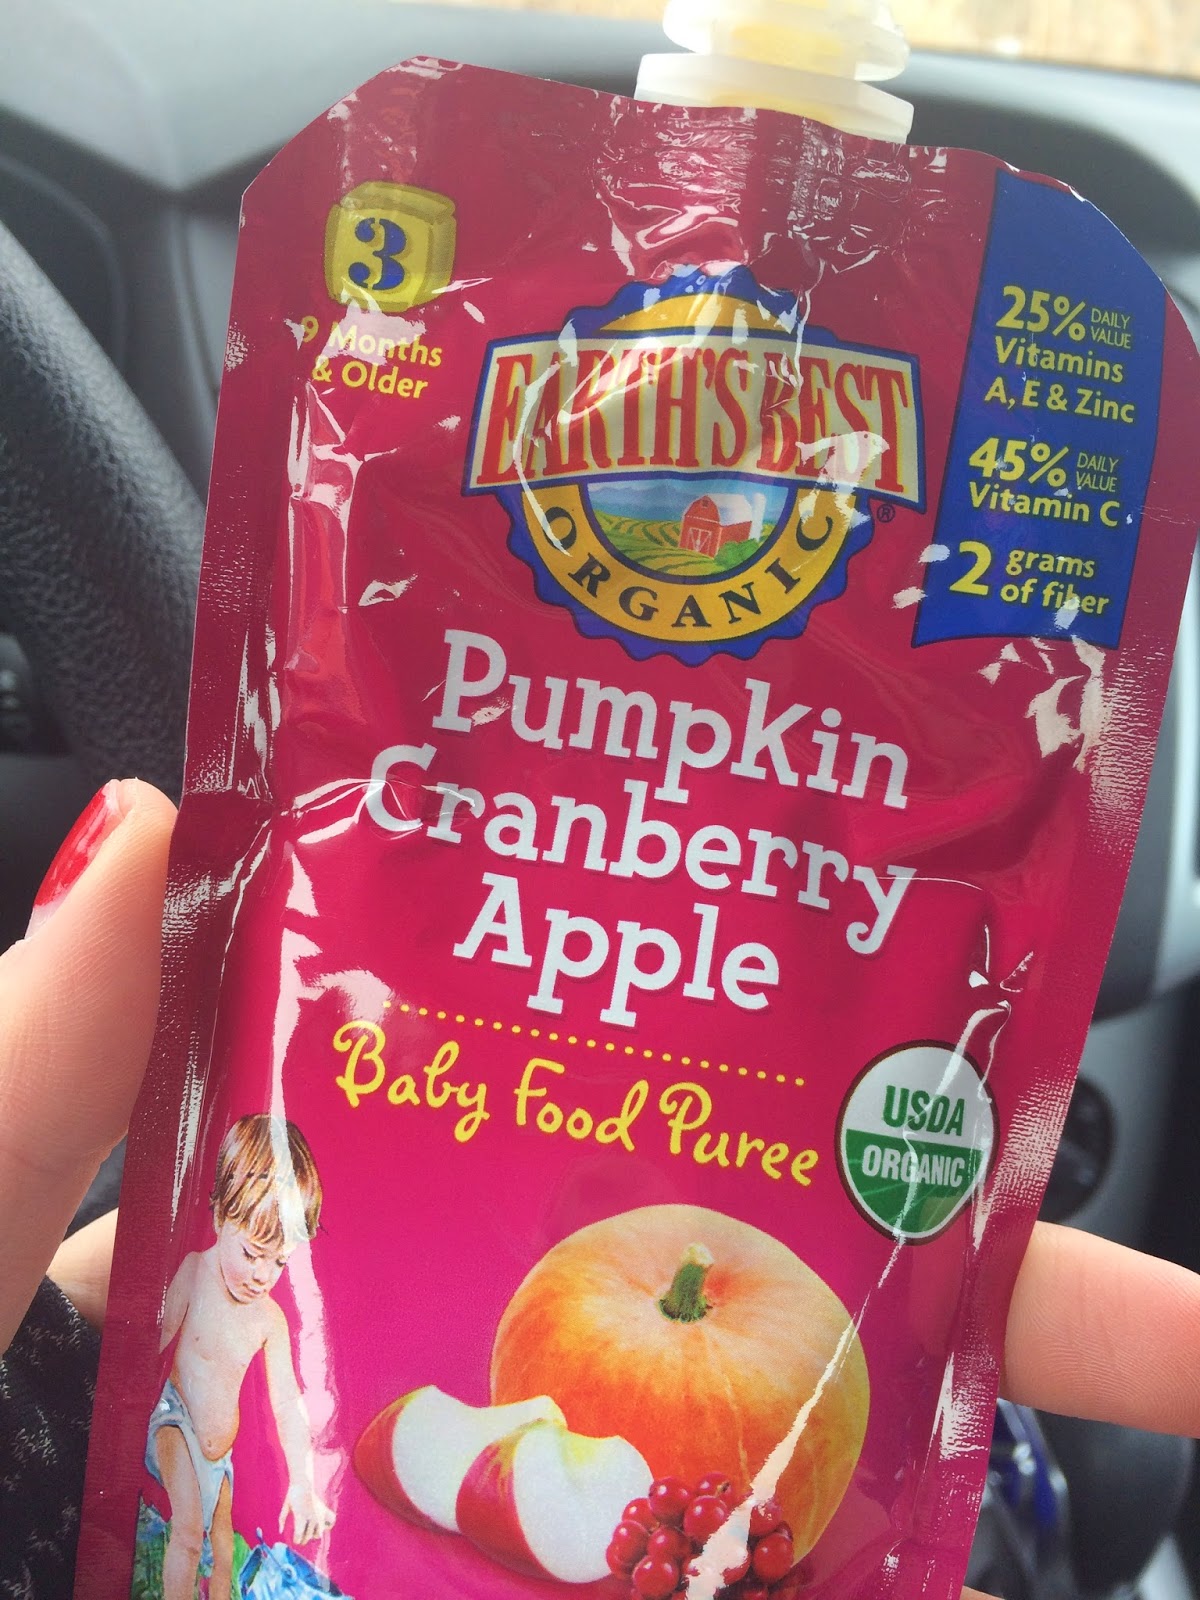 3
9 Months
& Older
EARTH'S BEST
®
ORGANIC
25% DAILY VALUE
Vitamins
A, E & Zinc
45% DAILY VALUE
Vitamin C
2 grams
of fiber
Pumpkin
Cranberry
Apple
Baby Food Puree
USDA
ORGANIC